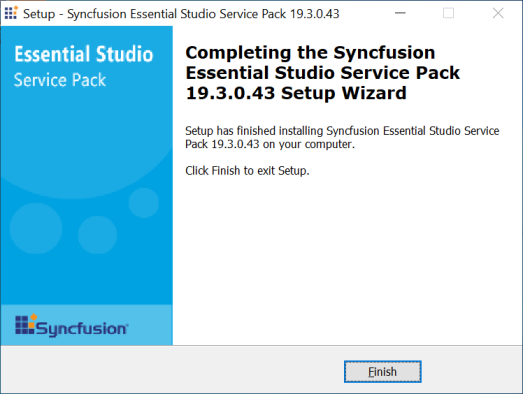 Setup - Syncfusion Essential Studio Service Pack 19.3.0.43
Essential Studio
Service Pack
Completing the Syncfusion
Essential Studio Service Pack
19.3.0.43 Setup Wizard
Setup has finished installing Syncfusion Essential Studio Service
Pack 19.3.0.43 on your computer.
Click Finish to exit Setup.
Syncfusion
Finish